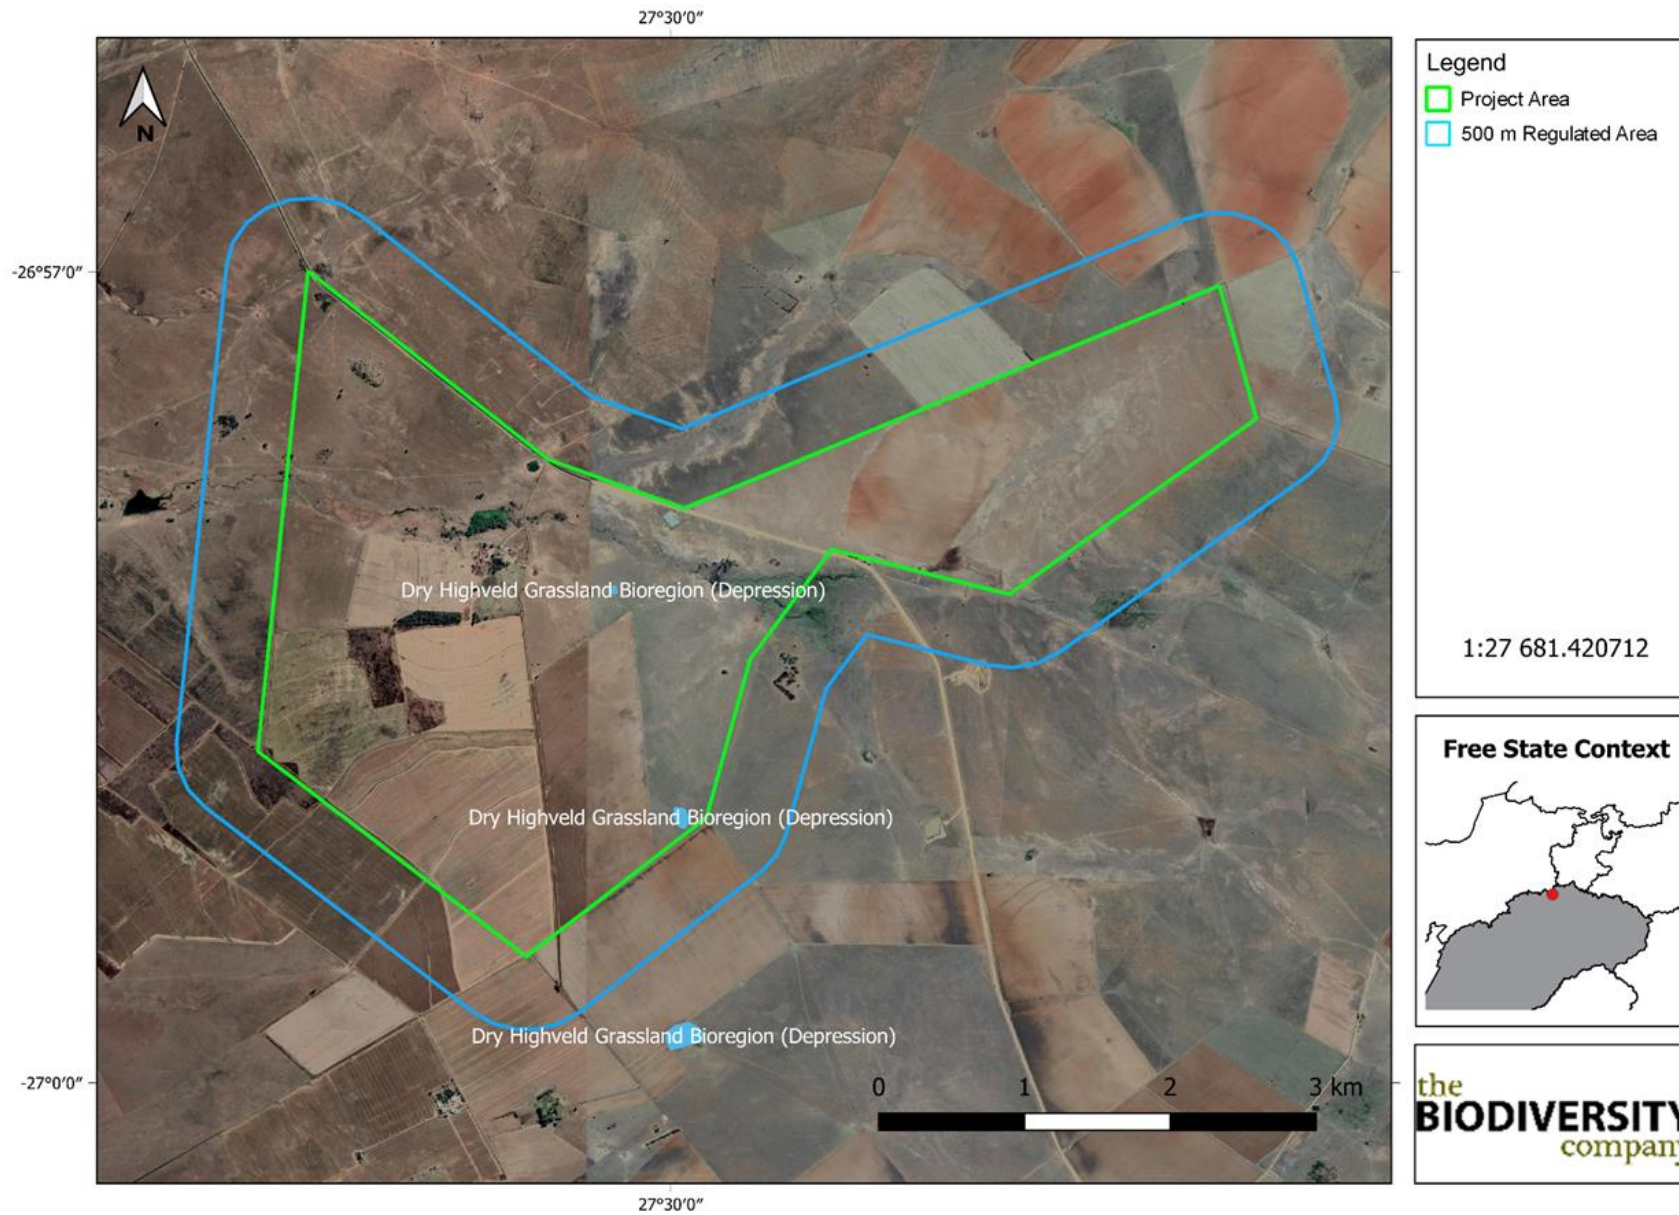 27°30′0″
N
-26°57′0″
Dry Highveld Grassland Bioregion (Depression)
Dry Highveld Grassland Bioregion (Depression)
Dry Highveld Grassland Bioregion (Depression)
-27°0′0″
0 1 2 3 km
27°30′0″
Legend
Project Area
500 m Regulated Area
1:27 681.420712
Free State Context
the
BIODIVERSITY
company